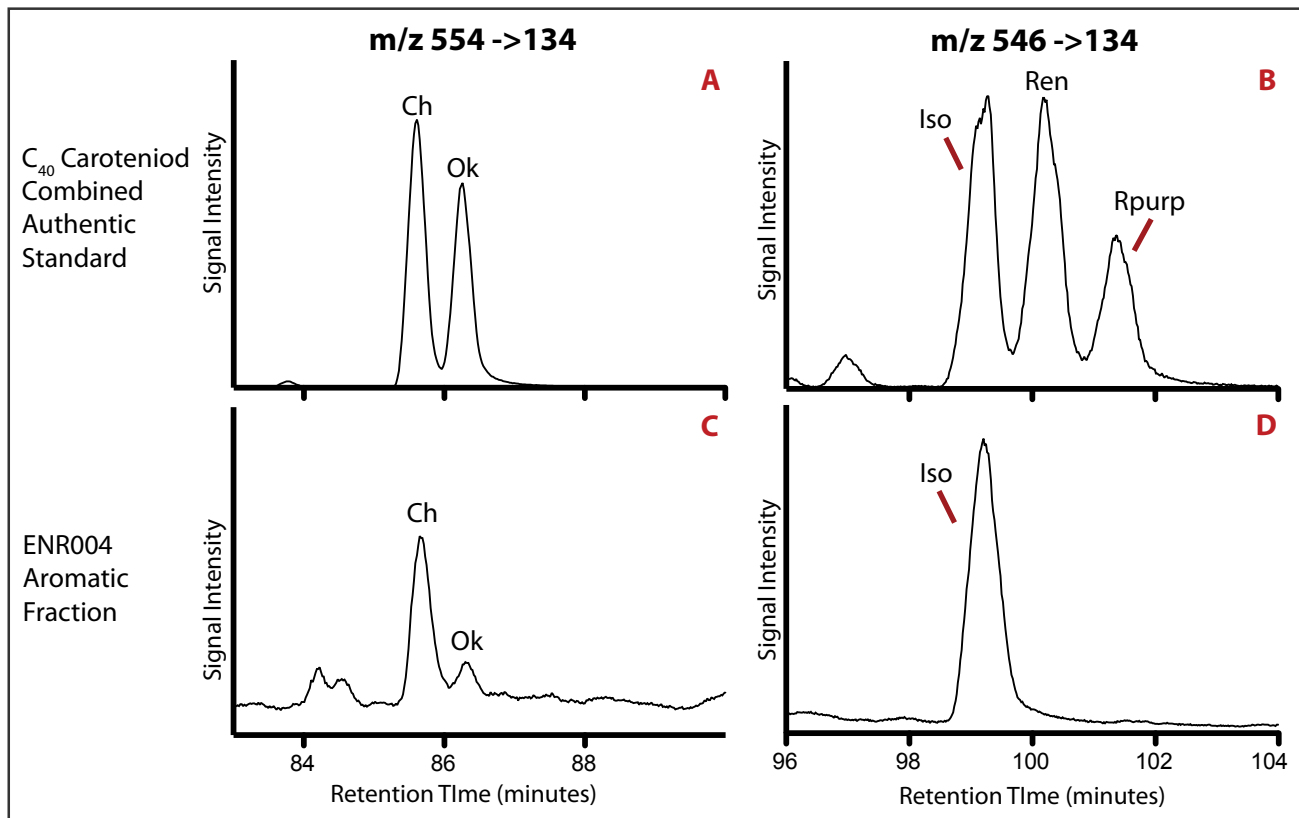 m/z 554 ->134
m/z 546 ->134
C40 Caroteniod
Combined
Authentic
Standard
Signal Intensity
A
Ch
Ok
Signal Intensity
B
Iso
Ren
Rpurp
ENR004
Aromatic
Fraction
Signal Intensity
C
Ch
Ok
84
86
88
Retention TIme (minutes)
Signal Intensity
D
Iso
96
98
100
102
104
Retention TIme (minutes)